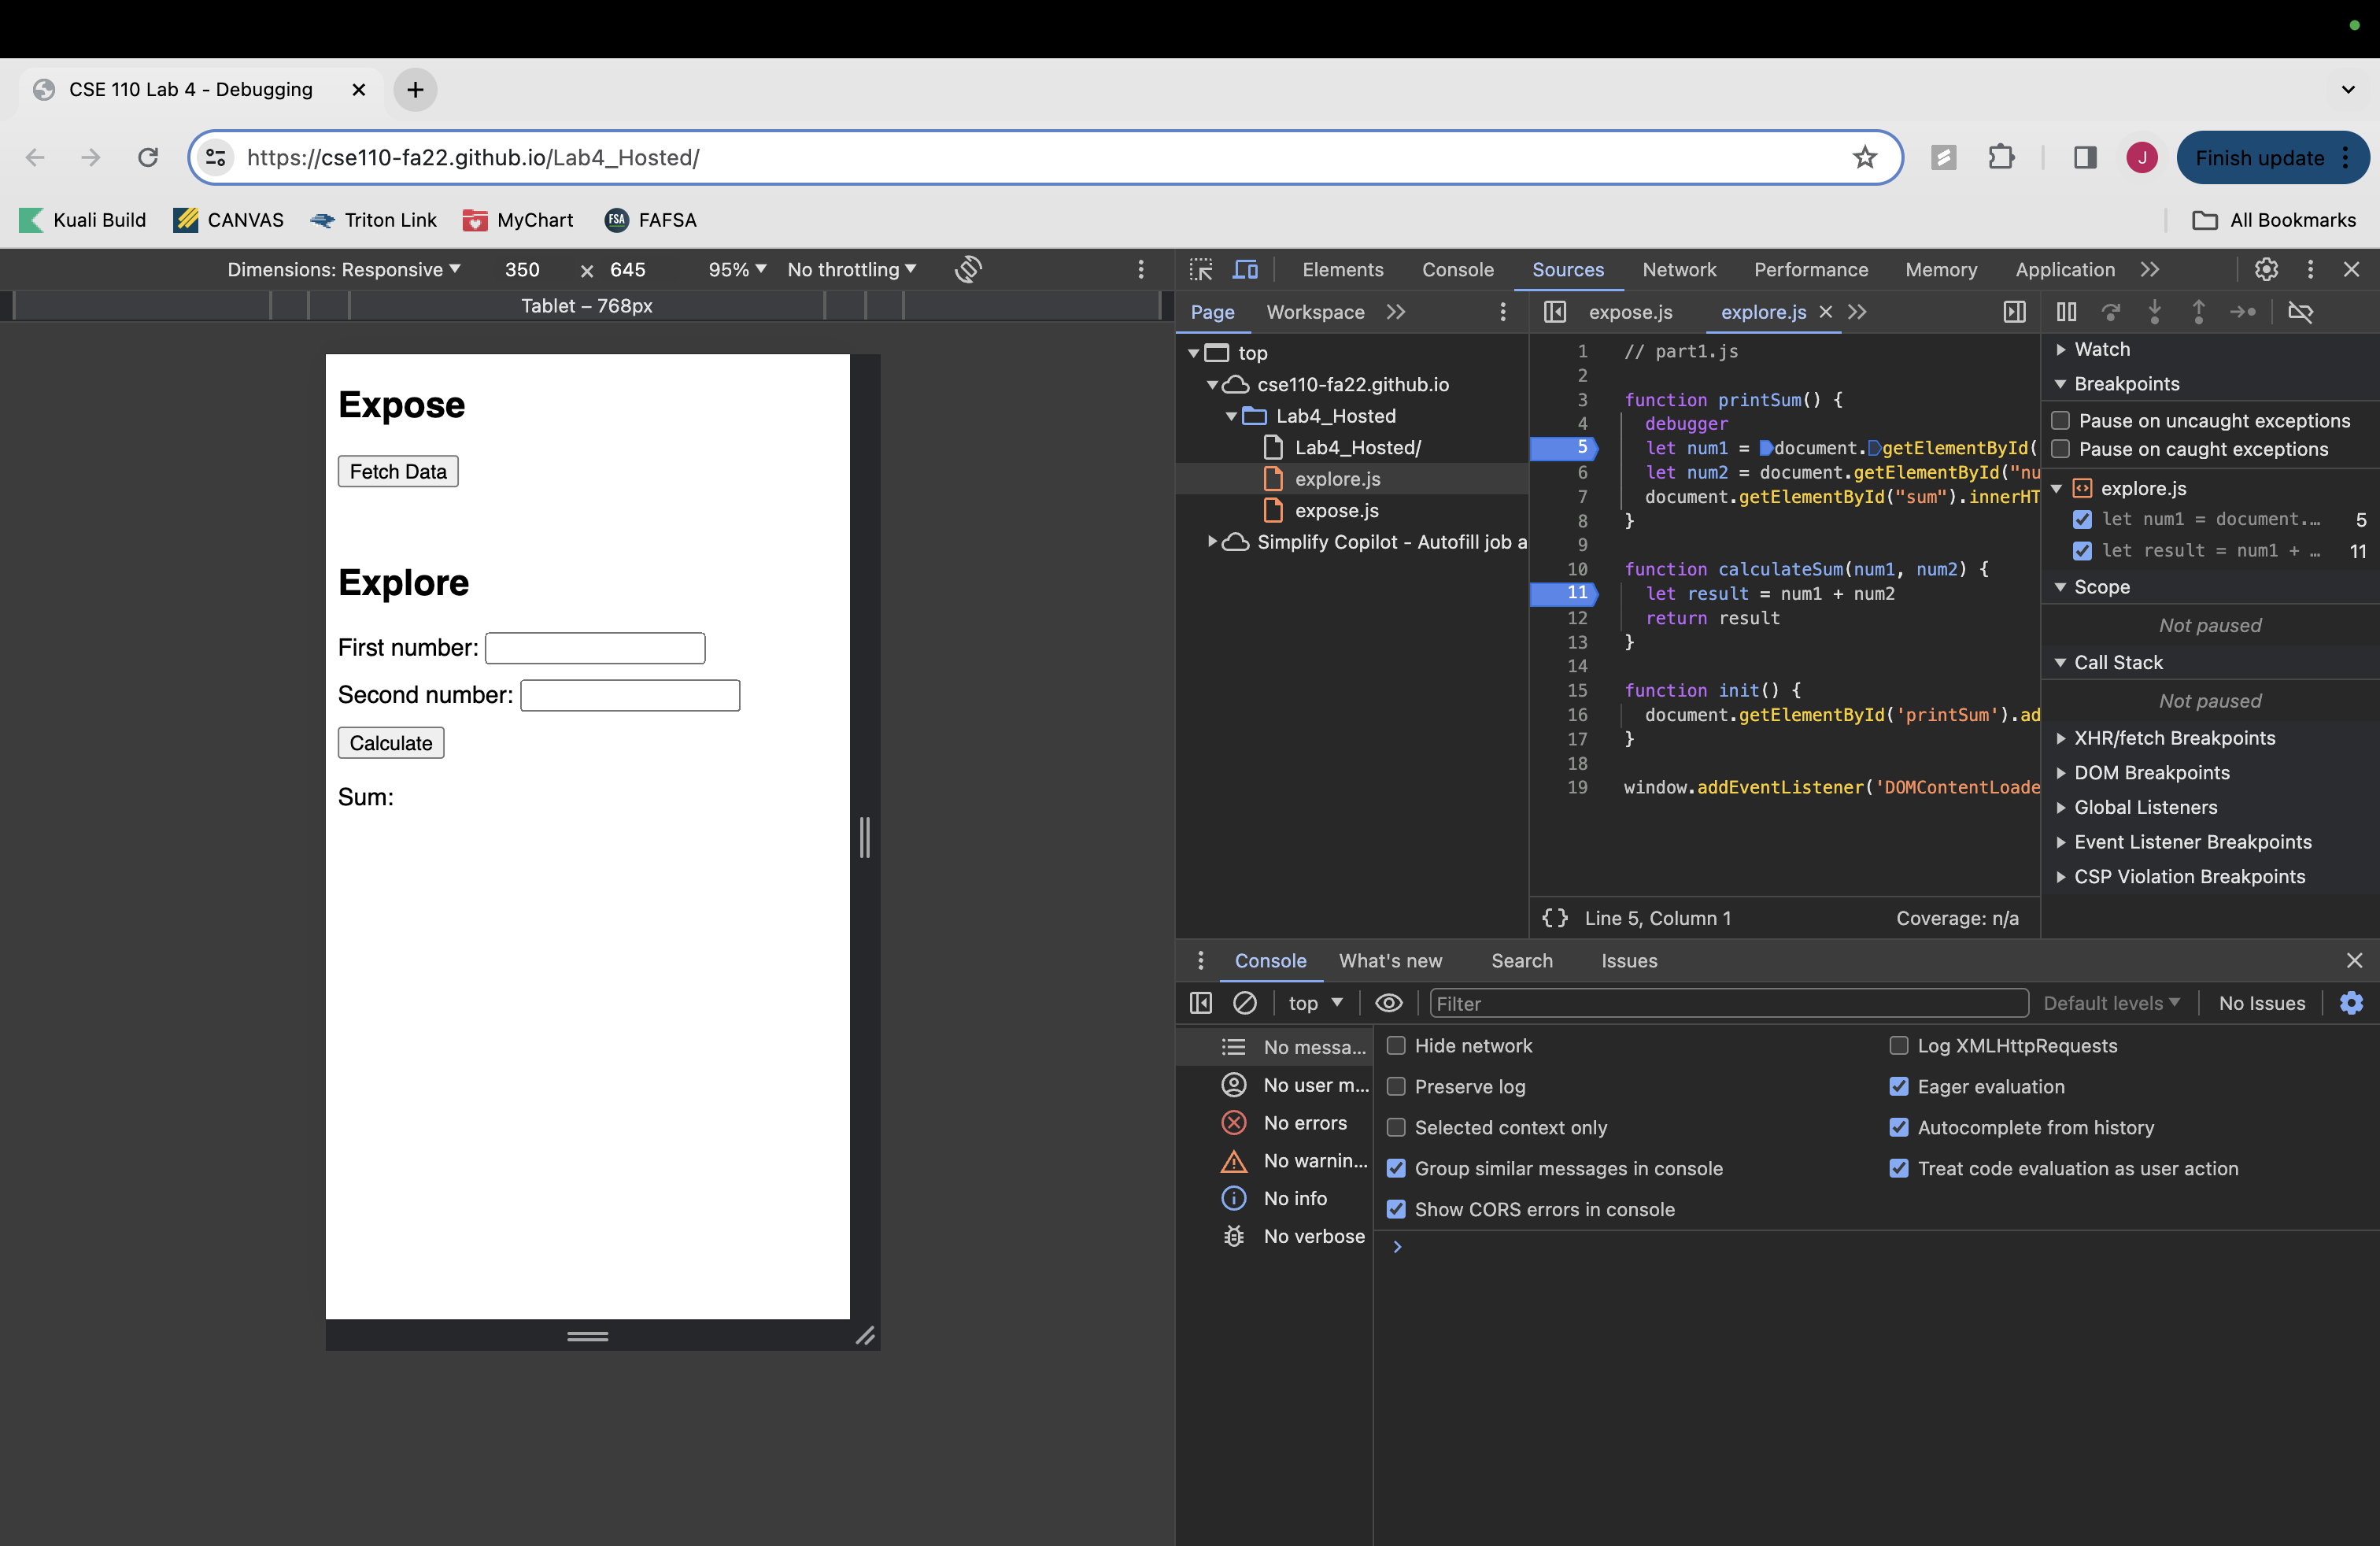 CSE 110 Lab 4 - Debugging
https://cse110-fa22.github.io/Lab4_Hosted/
J
Finish update
Kuali Build
CANVAS
Triton Link
MyChart
FSA
FAFSA
All Bookmarks
Dimensions: Responsive
350
x
645
95%
No throttling
Tablet – 768px
Expose
Fetch Data
Explore
First number:
Second number:
Calculate
Sum:
Elements
Console
Sources
Network
Performance
Memory
Application
Page
Workspace
top
cse110-fa22.github.io
Lab4_Hosted
Lab4_Hosted/
explore.js
expose.js
Simplify Copilot - Autofill job a
expose.js
explore.js
1 // part1.js
2
3 function printSum() {
4 debugger
5 let num1 = document.getElementById(
6 let num2 = document.getElementById("nu
7 document.getElementById("sum").innerHT
8 }
9
10 function calculateSum(num1, num2) {
11 let result = num1 + num2
12 return result
13 }
14
15 function init() {
16 document.getElementById('printSum').ad
17 }
18
19 window.addEventListener('DOMContentLoade
{} Line 5, Column 1
Coverage: n/a
Watch
Breakpoints
Pause on uncaught exceptions
Pause on caught exceptions
explore.js
let num1 = document.… 5
let result = num1 + … 11
Scope
Not paused
Call Stack
Not paused
XHR/fetch Breakpoints
DOM Breakpoints
Global Listeners
Event Listener Breakpoints
CSP Violation Breakpoints
Console
What's new
Search
Issues
top
Filter
Default levels
No Issues
No messa...
No user m...
No errors
No warnin...
No info
No verbose
Hide network
Preserve log
Selected context only
Group similar messages in console
Show CORS errors in console
Log XMLHttpRequests
Eager evaluation
Autocomplete from history
Treat code evaluation as user action